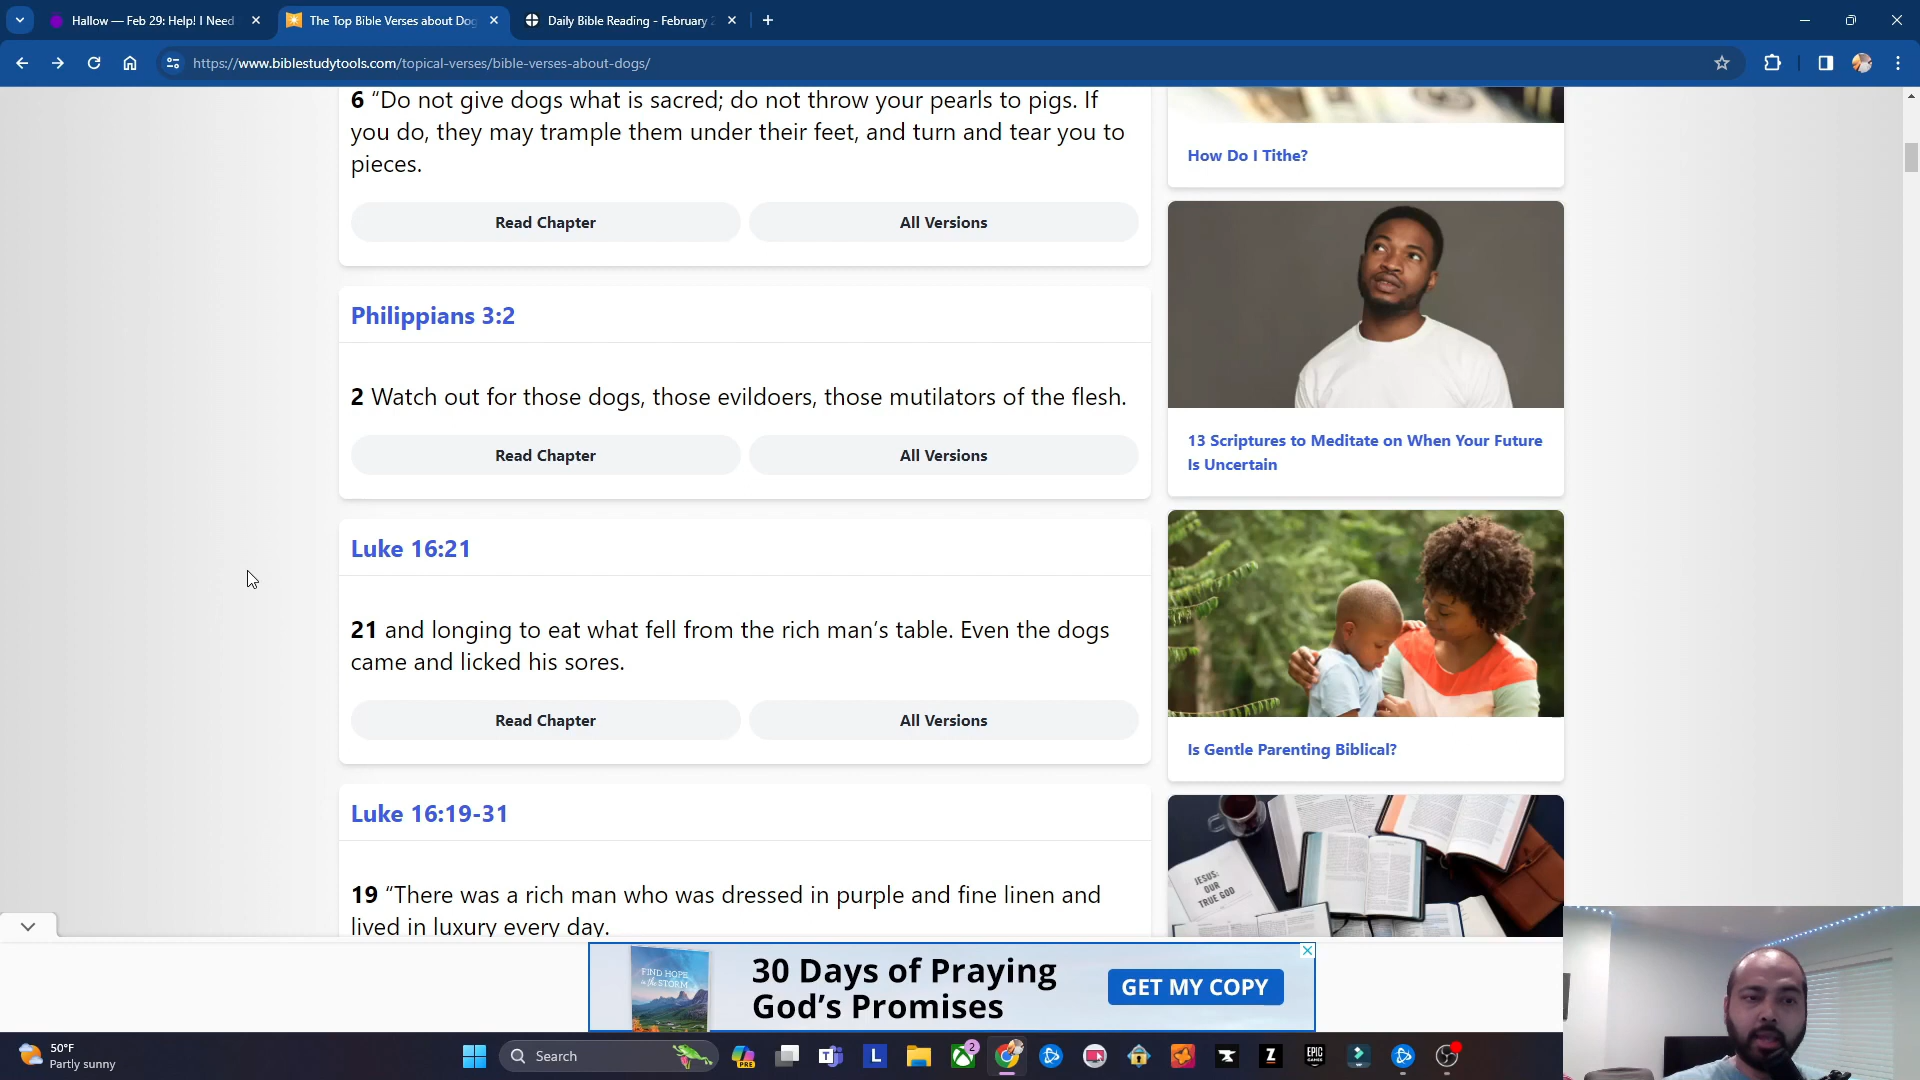 Hallow — Feb 29: Help! I Need
The Top Bible Verses about Dog
Daily Bible Reading - February 2
https://www.biblestudytools.com/topical-verses/bible-verses-about-dogs/
6 “Do not give dogs what is sacred; do not throw your pearls to pigs. If
you do, they may trample them under their feet, and turn and tear you to
pieces.
Read Chapter
All Versions
Philippians 3:2
2 Watch out for those dogs, those evildoers, those mutilators of the flesh.
Read Chapter
All Versions
Luke 16:21
21 and longing to eat what fell from the rich man’s table. Even the dogs
came and licked his sores.
Read Chapter
All Versions
Luke 16:19-31
19 “There was a rich man who was dressed in purple and fine linen and
lived in luxury every day.
How Do I Tithe?
13 Scriptures to Meditate on When Your Future
Is Uncertain
Is Gentle Parenting Biblical?
JESUS:
OUR
TRUE GOD
FIND HOPE
in the STORM
30 Days of Praying
God’s Promises
GET MY COPY
50°F
Partly sunny
Search
PRE
T
L
2
Z
EPIC
GAMES